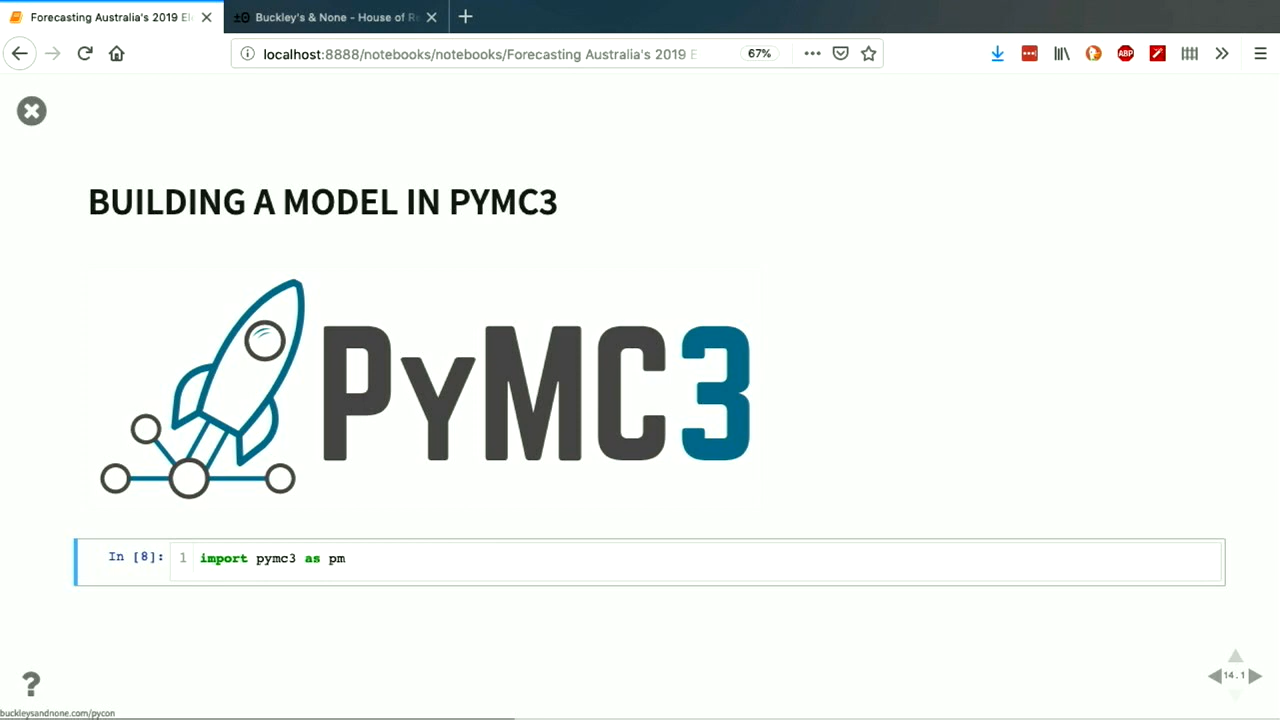 Forecasting Australia's 2019 El
Buckley's & None - House of R
localhost:8888/notebooks/notebooks/Forecasting Australia's 2019 E
67%
ABP
BUILDING A MODEL IN PYMC3
PyMC3
In [8]:
1 import pymc3 as pm
14.1
?
buckleysandnone.com/pycon